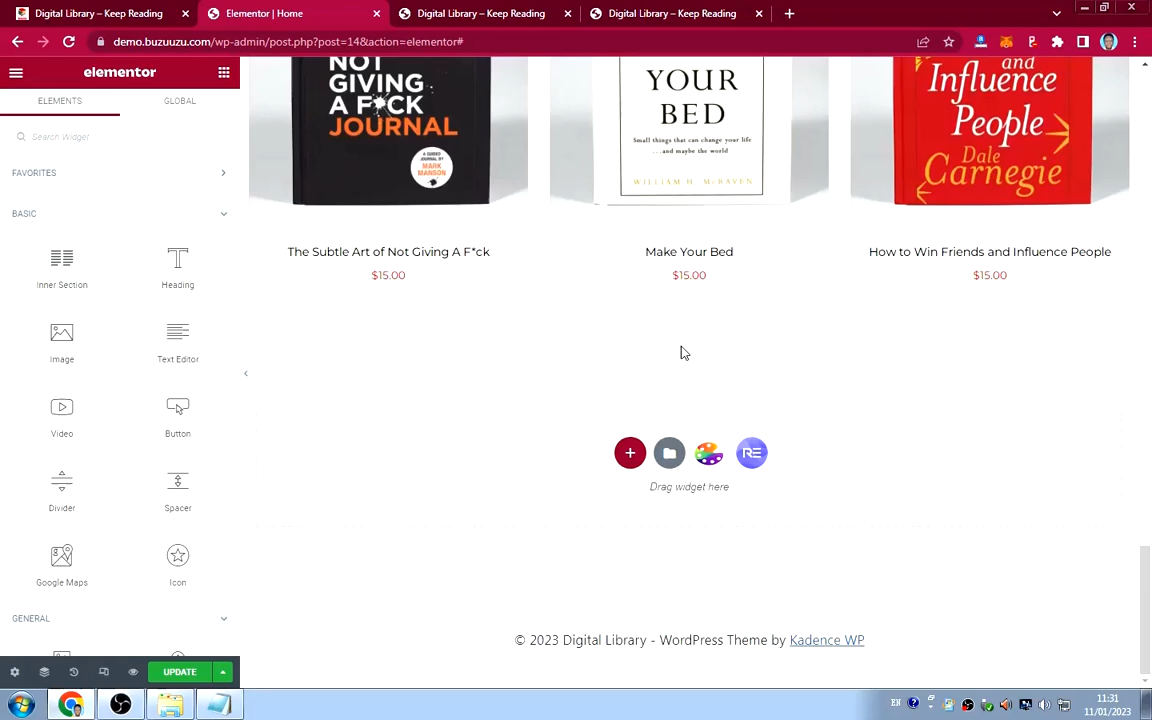 Digital Library – Keep Reading
Elementor | Home
Digital Library – Keep Reading
Digital Library – Keep Reading
demo.buzuuzu.com/wp-admin/post.php?post=14&action=elementor#
elementor
ELEMENTS
GLOBAL
Search Widget
FAVORITES
BASIC
Inner Section
Heading
Image
Text Editor
Video
Button
Divider
Spacer
Google Maps
Icon
GENERAL
UPDATE
NOT
GIVING
A F*CK
JOURNAL
A GUIDED
JOURNAL BY
MARK
MANSON
YOUR
BED
Small things that can change your life
...and maybe the world
WILLIAM H. McRAVEN
and
Influence
People
Dale
Carnegie
The Subtle Art of Not Giving A F*ck
$15.00
Make Your Bed
$15.00
How to Win Friends and Influence People
$15.00
RE
Drag widget here
© 2023 Digital Library - WordPress Theme by Kadence WP
EN
11:31
11/01/2023